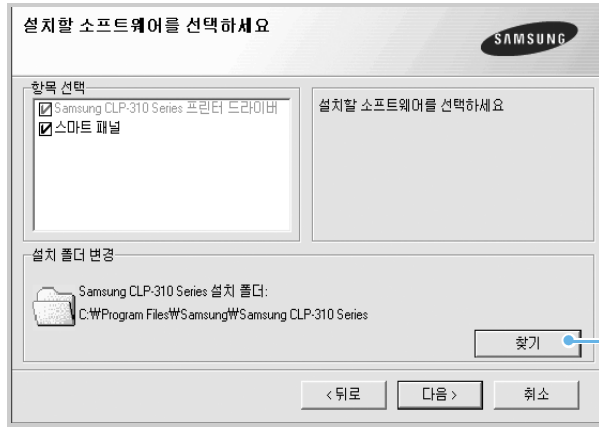 설치할 소프트웨어를 선택하세요
SAMSUNG
항목 선택
Samsung CLP-310 Series 프린터 드라이버
스마트 패널
설치할 소프트웨어를 선택하세요
설치 폴더 변경
Samsung CLP-310 Series 설치 폴더:
C:₩Program Files₩Samsung₩Samsung CLP-310 Series
찾기
<뒤로
다음>
취소